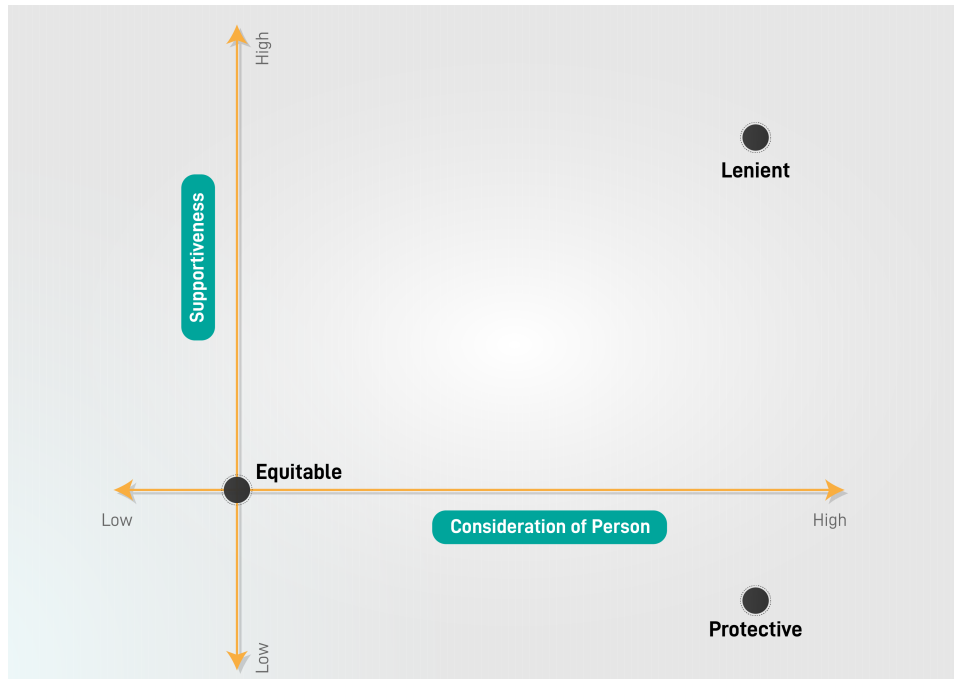 High
Lenient
Supportiveness
Equitable
Low
Consideration of Person
High
Protective
Low